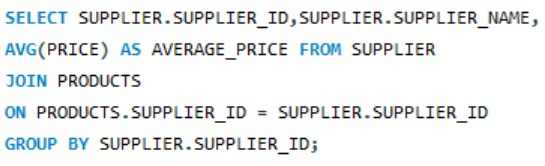 SELECT SUPPLIER.SUPPLIER_ID,SUPPLIER.SUPPLIER_NAME,
AVG(PRICE) AS AVERAGE_PRICE FROM SUPPLIER
JOIN PRODUCTS
ON PRODUCTS.SUPPLIER_ID = SUPPLIER.SUPPLIER_ID
GROUP BY SUPPLIER.SUPPLIER_ID;